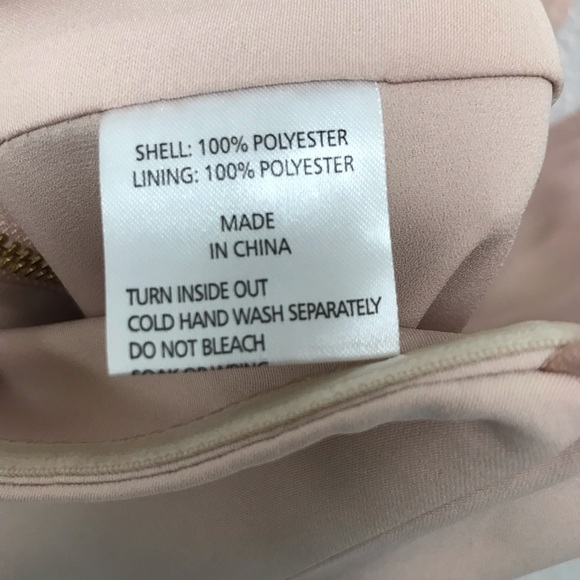 SHELL: 100% POLYESTER
LINING: 100% POLYESTER
MADE
IN CHINA
TURN INSIDE OUT
COLD HAND WASH SEPARATELY
DO NOT BLEACH